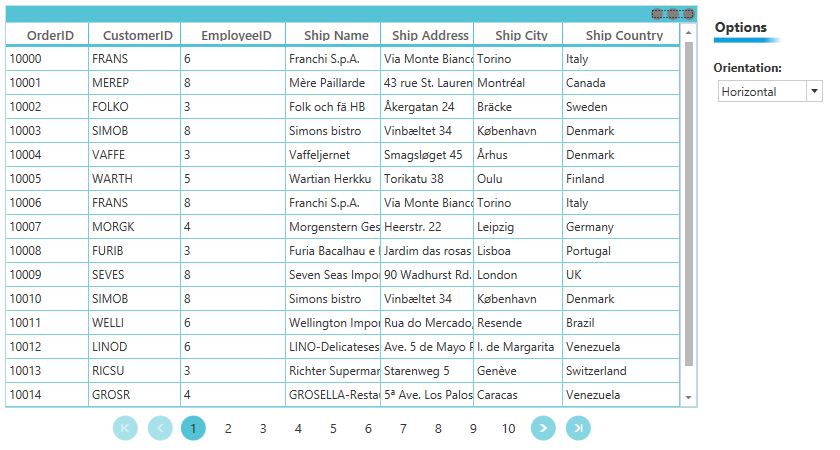 OrderID CustomerID EmployeeID Ship Name Ship Address Ship City Ship Country
10000 FRANS 6 Franchi S.p.A. Via Monte Bianco Torino Italy
10001 MEREP 8 Mère Paillarde 43 rue St. Lauren Montréal Canada
10002 FOLKO 3 Folk och fä HB Åkergatan 24 Bräcke Sweden
10003 SIMOB 8 Simons bistro Vinbæltet 34 København Denmark
10004 VAFFE 3 Vaffeljernet Smagsløget 45 Århus Denmark
10005 WARTH 5 Wartian Herkku Torikatu 38 Oulu Finland
10006 FRANS 8 Franchi S.p.A. Via Monte Bianco Torino Italy
10007 MORGK 4 Morgenstern Ges Heerstr. 22 Leipzig Germany
10008 FURIB 3 Furia Bacalhau e Jardim das rosas Lisboa Portugal
10009 SEVES 8 Seven Seas Impo 90 Wadhurst Rd. London UK
10010 SIMOB 8 Simons bistro Vinbæltet 34 København Denmark
10011 WELLI 6 Wellington Impor Rua do Mercado, Resende Brazil
10012 LINOD 6 LINO-Delicateses Ave. 5 de Mayo P I. de Margarita Venezuela
10013 RICSU 3 Richter Supermar Starenweg 5 Genève Switzerland
10014 GROSR 4 GROSELLA-Restau 5ª Ave. Los Palos Caracas Venezuela
1 2 3 4 5 6 7 8 9 10
Options
Orientation:
Horizontal